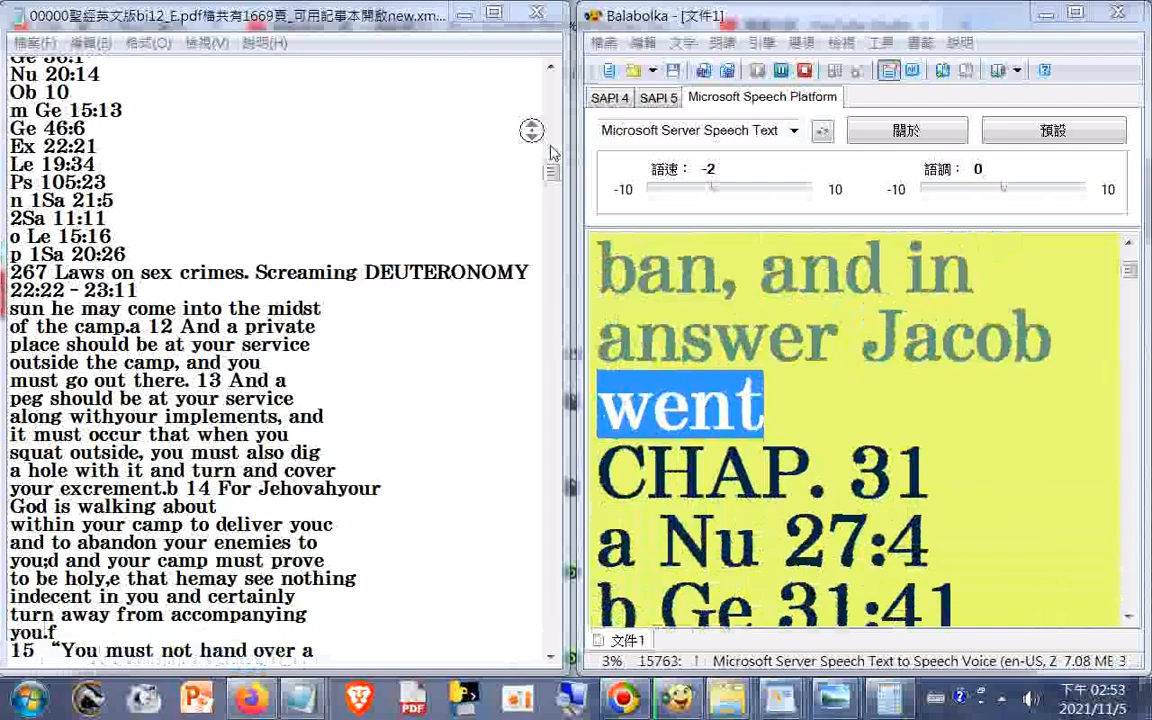 00000聖經英文版bi12_E.pdf檔共有1669頁_可用記事本開啟new.xm...
檔案(F) 編輯(E) 格式(O) 檢視(V) 說明(H)
Ge 36:1
Nu 20:14
Ob 10
m Ge 15:13
Ge 46:6
Ex 22:21
Le 19:34
Ps 105:23
n 1Sa 21:5
2Sa 11:11
o Le 15:16
p 1Sa 20:26
267 Laws on sex crimes. Screaming DEUTERONOMY
22:22–23:11
sun he may come into the midst
of the camp.a 12 And a private
place should be at your service
outside the camp, and you
must go out there. 13 And a
peg should be at your service
along withyour implements, and
it must occur that when you
squat outside, you must also dig
a hole with it and turn and cover
your excrement.b 14 For Jehovahyour
God is walking about
within your camp to deliver youc
and to abandon your enemies to
you;d and your camp must prove
to be holy,e that hemay see nothing
indecent in you and certainly
turn away from accompanying
you.f
15 “You must not hand over a
Balabolka - [文件1]
檔案 編輯 文字 朗讀 引擎 選項 檢視 工具 書籤 說明
SAPI 4 SAPI 5 Microsoft Speech Platform
Microsoft Server Speech Text 關於 預設
語速： -2 語調： 0
-10 10 -10 10
ban, and in
answer Jacob
went
CHAP. 31
a Nu 27:4
b Ge 31:41
文件1
3% 15763: Microsoft Server Speech Text to Speech Voice (en-US, Z 7.08 ME 3
PDF
下午 02:53
2021/11/5